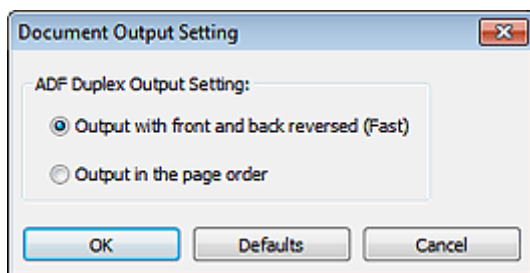 Document Output Setting
ADF Duplex Output Setting:
Output with front and back reversed (Fast)
Output in the page order
OK Defaults Cancel